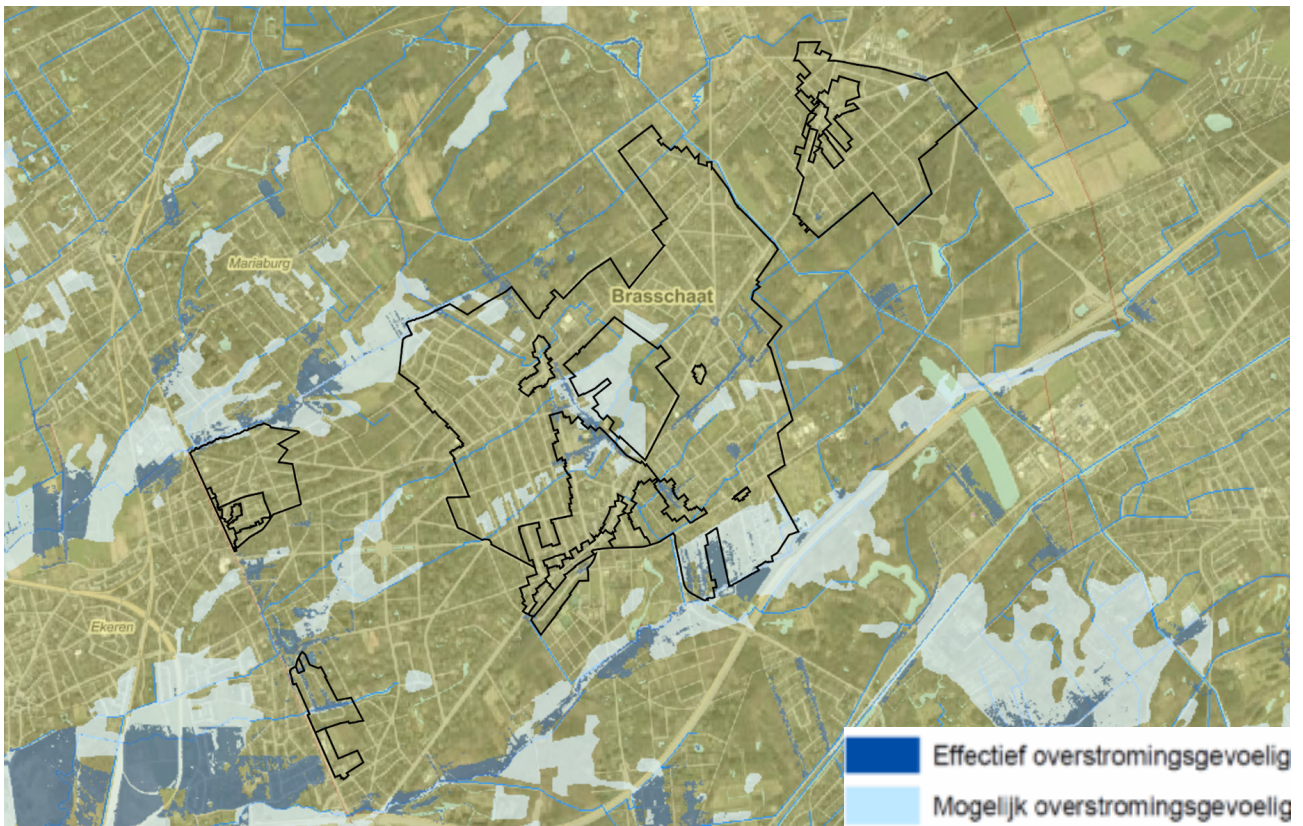 Mariaburg
Brasschaat
Ekeren
Effectief overstromingsgevoelig
Mogelijk overstromingsgevoelig